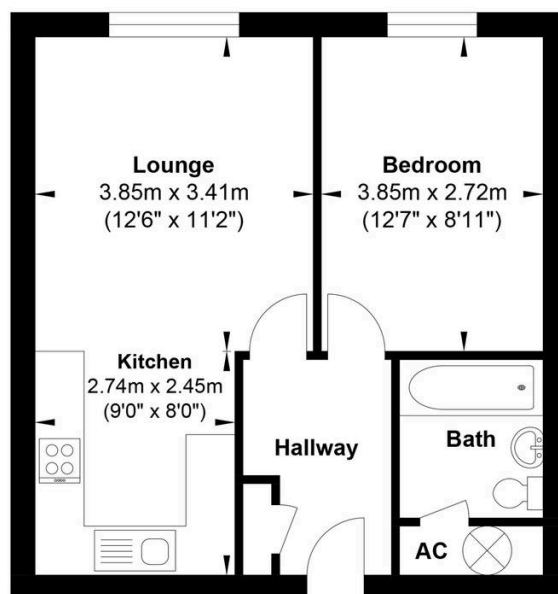 Lounge
3.85m x 3.41m
(12'6" x 11'2")
Bedroom
3.85m x 2.72m
(12'7" x 8'11")
Kitchen
2.74m x 2.45m
(9'0" x 8'0")
Hallway
Bath
AC